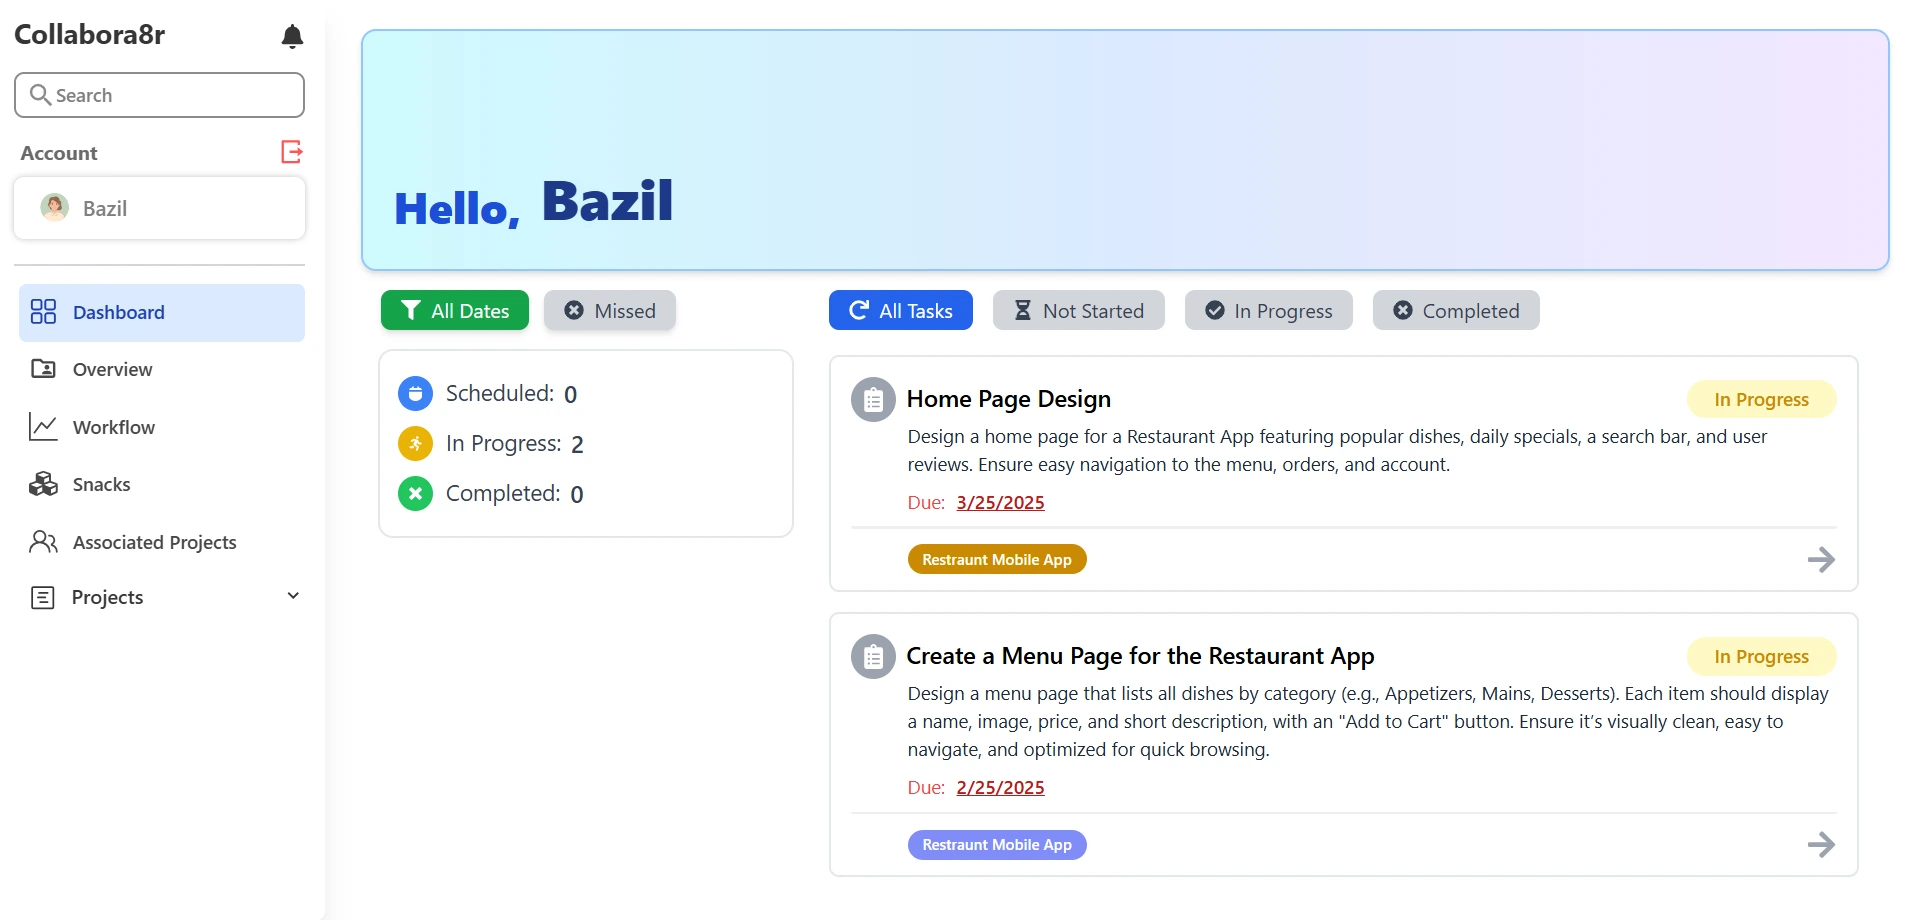 Collabora8r
Search
Account
Bazil
Dashboard
Overview
Workflow
Snacks
Associated Projects
Projects
Hello, Bazil
All Dates
Missed
Scheduled: 0
In Progress: 2
Completed: 0
All Tasks
Not Started
In Progress
Completed
Home Page Design
In Progress
Design a home page for a Restaurant App featuring popular dishes, daily specials, a search bar, and user
reviews. Ensure easy navigation to the menu, orders, and account.
Due: 3/25/2025
Restraunt Mobile App
Create a Menu Page for the Restaurant App
In Progress
Design a menu page that lists all dishes by category (e.g., Appetizers, Mains, Desserts). Each item should display
a name, image, price, and short description, with an "Add to Cart" button. Ensure it’s visually clean, easy to
navigate, and optimized for quick browsing.
Due: 2/25/2025
Restraunt Mobile App